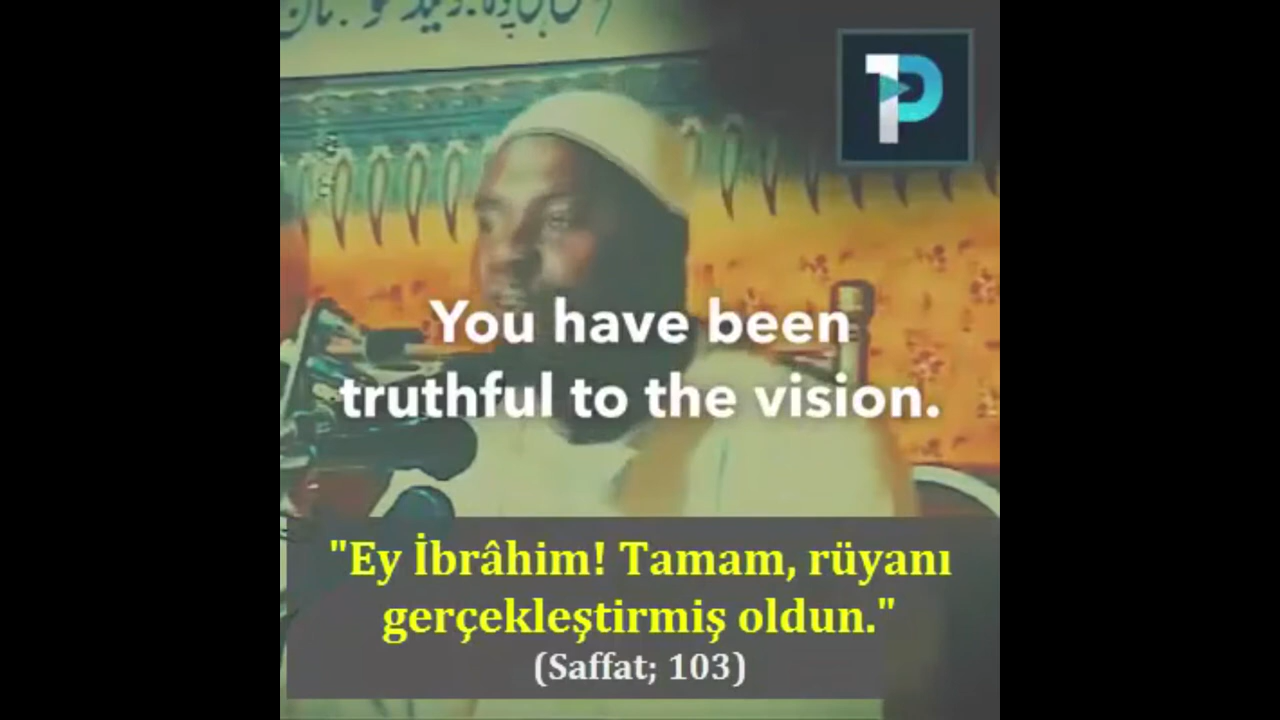 You have been
truthful to the vision.
"Ey İbrâhim! Tamam, rüyanı
gerçekleştirmiş oldun."
(Saffat; 103)